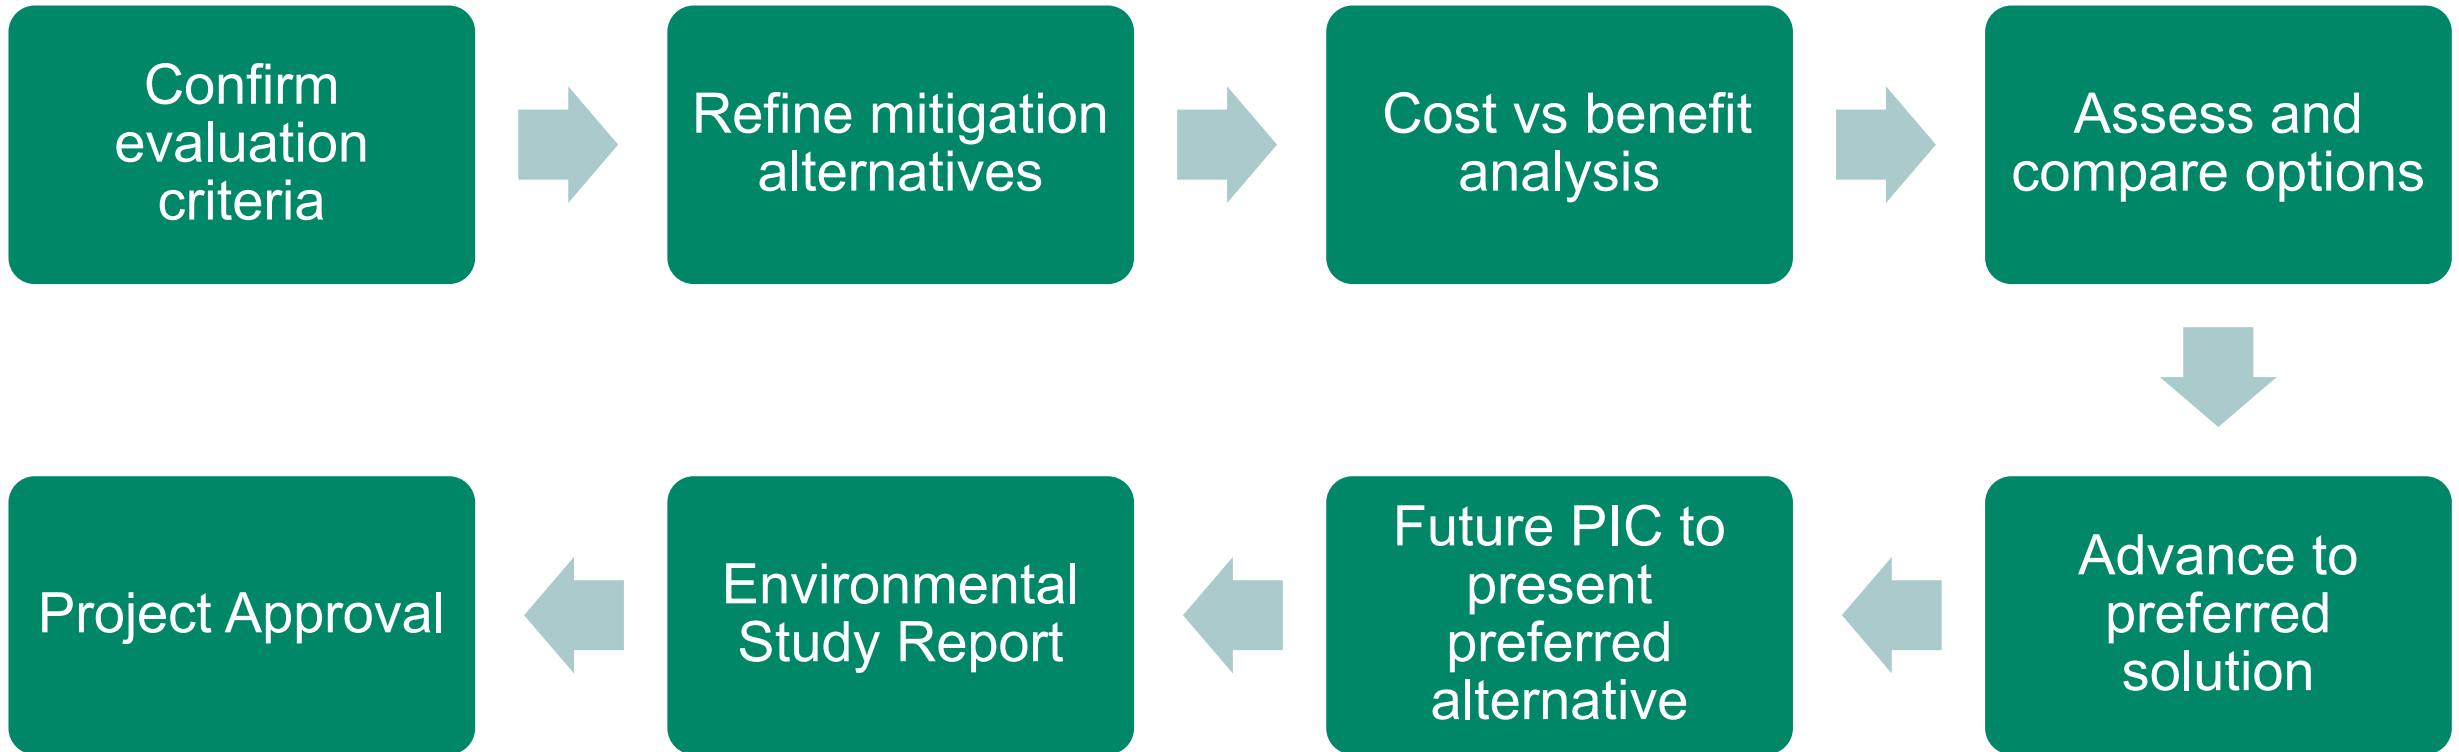 Confirm
evaluation
criteria
Refine mitigation
alternatives
Cost vs benefit
analysis
Assess and
compare options
Advance to
preferred
solution
Future PIC to
present
preferred
alternative
Environmental
Study Report
Project Approval